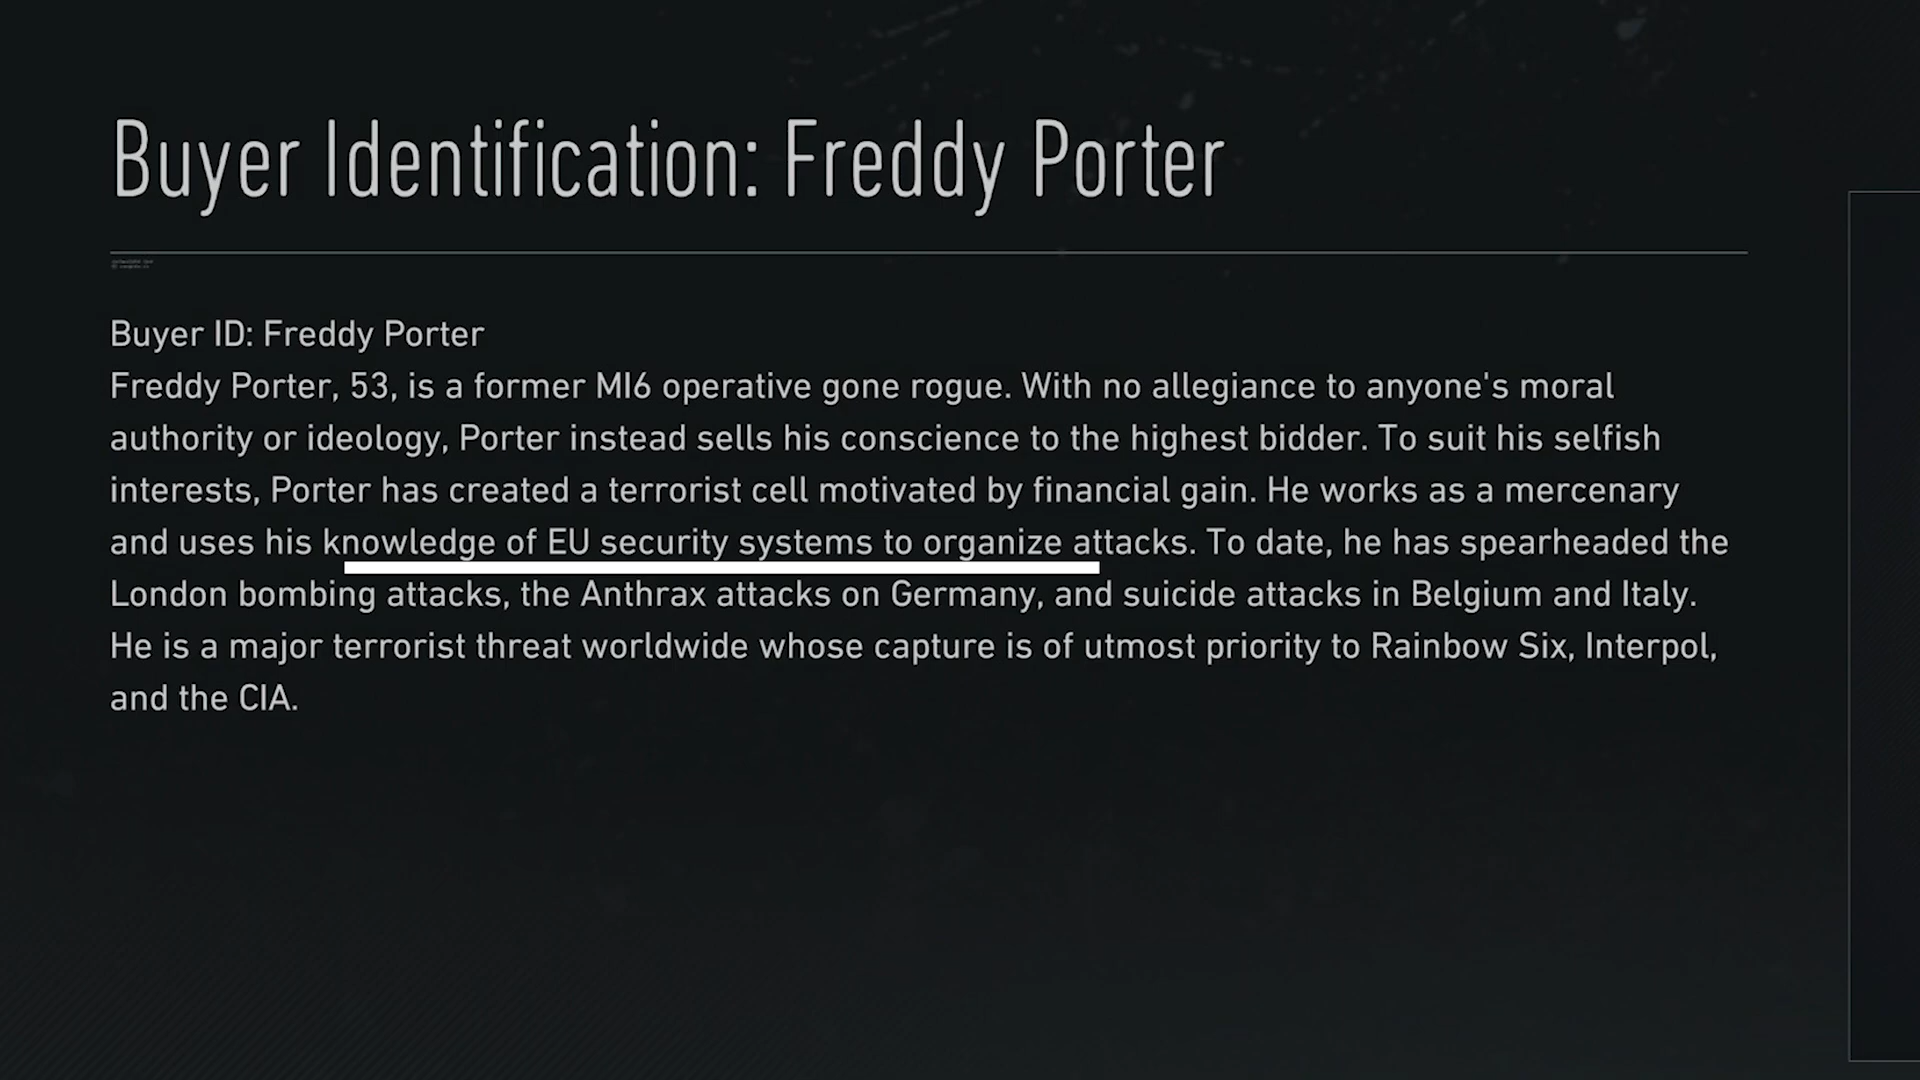 Buyer Identification: Freddy Porter
Buyer ID: Freddy Porter
Freddy Porter, 53, is a former MI6 operative gone rogue. With no allegiance to anyone's moral
authority or ideology, Porter instead sells his conscience to the highest bidder. To suit his selfish
interests, Porter has created a terrorist cell motivated by financial gain. He works as a mercenary
and uses his knowledge of EU security systems to organize attacks. To date, he has spearheaded the
London bombing attacks, the Anthrax attacks on Germany, and suicide attacks in Belgium and Italy.
He is a major terrorist threat worldwide whose capture is of utmost priority to Rainbow Six, Interpol,
and the CIA.